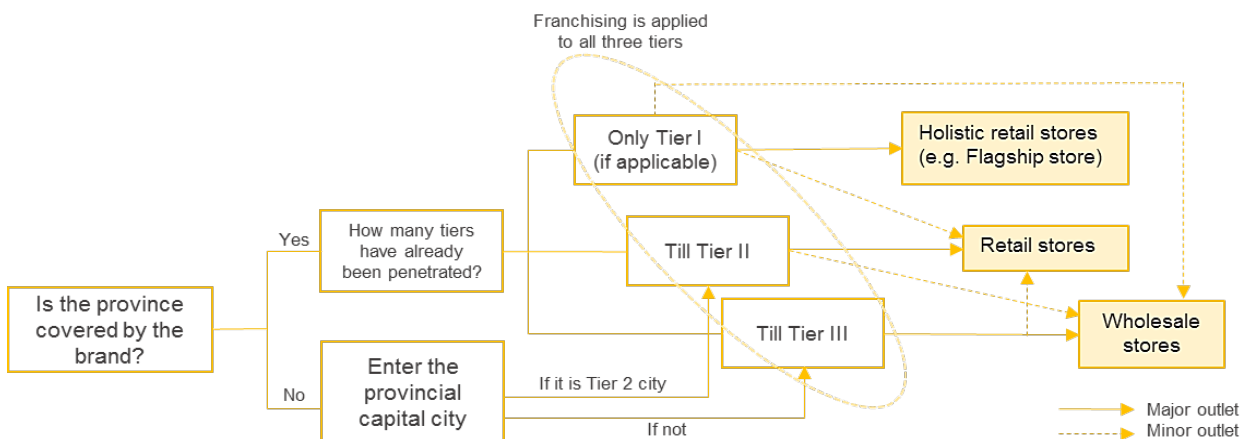 Franchising is applied
to all three tiers
Only Tier I
(if applicable)
Holistic retail stores
(e.g. Flagship store)
Yes
How many tiers
have already
been penetrated?
Till Tier II
Retail stores
Is the province
covered by the
brand?
Till Tier III
Wholesale
stores
No
Enter the
provincial
capital city
If it is Tier 2 city
If not
Major outlet
Minor outlet